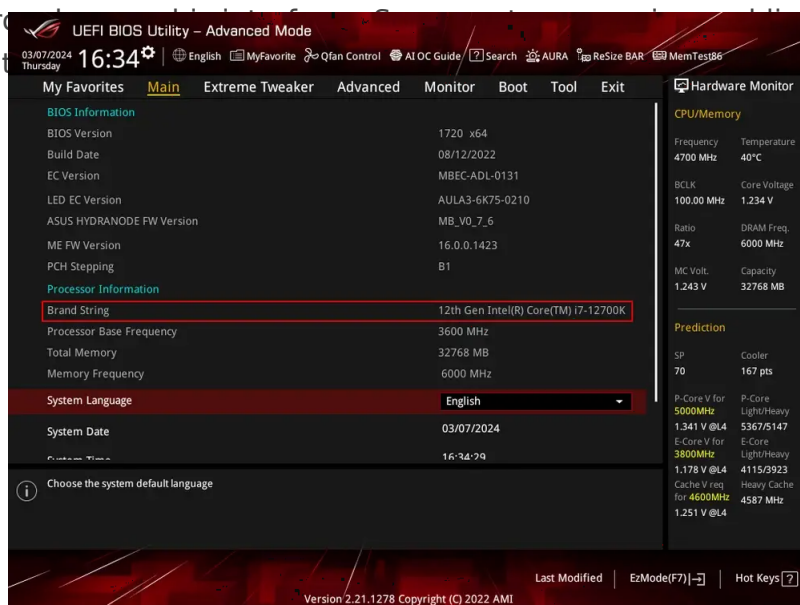 UEFI BIOS Utility – Advanced Mode
03/07/2024 Thursday 16:34 English MyFavorite Qfan Control AI OC Guide ? Search AURA ReSize BAR MemTest86
My Favorites Main Extreme Tweaker Advanced Monitor Boot Tool Exit
BIOS Information
BIOS Version 1720 x64
Build Date 08/12/2022
EC Version MBEC-ADL-0131
LED EC Version AULA3-6K75-0210
ASUS HYDRANODE FW Version MB_V0_7_6
ME FW Version 16.0.0.1423
PCH Stepping B1
Processor Information
Brand String 12th Gen Intel(R) Core(TM) i7-12700K
Processor Base Frequency 3600 MHz
Total Memory 32768 MB
Memory Frequency 6000 MHz
System Language English
System Date 03/07/2024
System Time 16:34:29
i Choose the system default language
Hardware Monitor
CPU/Memory
Frequency Temperature
4700 MHz 40°C
BCLK Core Voltage
100.00 MHz 1.234 V
Ratio DRAM Freq.
47x 6000 MHz
MC Volt. Capacity
1.243 V 32768 MB
Prediction
SP Cooler
70 167 pts
P-Core V for P-Core
5000MHz Light/Heavy
1.341 V @L4 5367/5147
E-Core V for E-Core
3800MHz Light/Heavy
1.178 V @L4 4115/3923
Cache V req Heavy Cache
for 4600MHz 4587 MHz
1.251 V @L4
Last Modified EzMode(F7) Hot Keys ?
Version 2.21.1278 Copyright (C) 2022 AMI